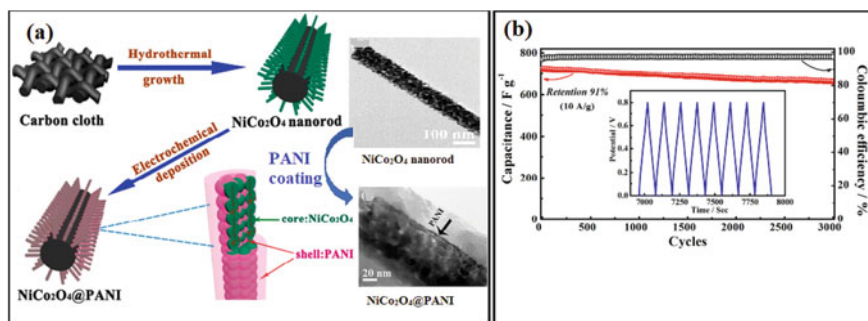 (a)
Hydrothermal
growth
Carbon cloth
NiCo₂O₄ nanorod
100 nm
NiCo₂O₄ nanorod
Electrochemical
deposition
PANI
coating
core:NiCo₂O₄
shell:PANI
PANI
20 nm
NiCo₂O₄@PANI
NiCo₂O₄@PANI
(b)
Capacitance / F g⁻¹
800
600
400
200
0
Retention 91%
(10 A/g)
Potential / V
0.8
0.6
0.4
0.2
0.0
7000 7250 7500 7750 8000
Time / Sec
0 500 1000 1500 2000 2500 3000
Cycles
100
80
60
40
20
0
Coloumbic efficiency / %